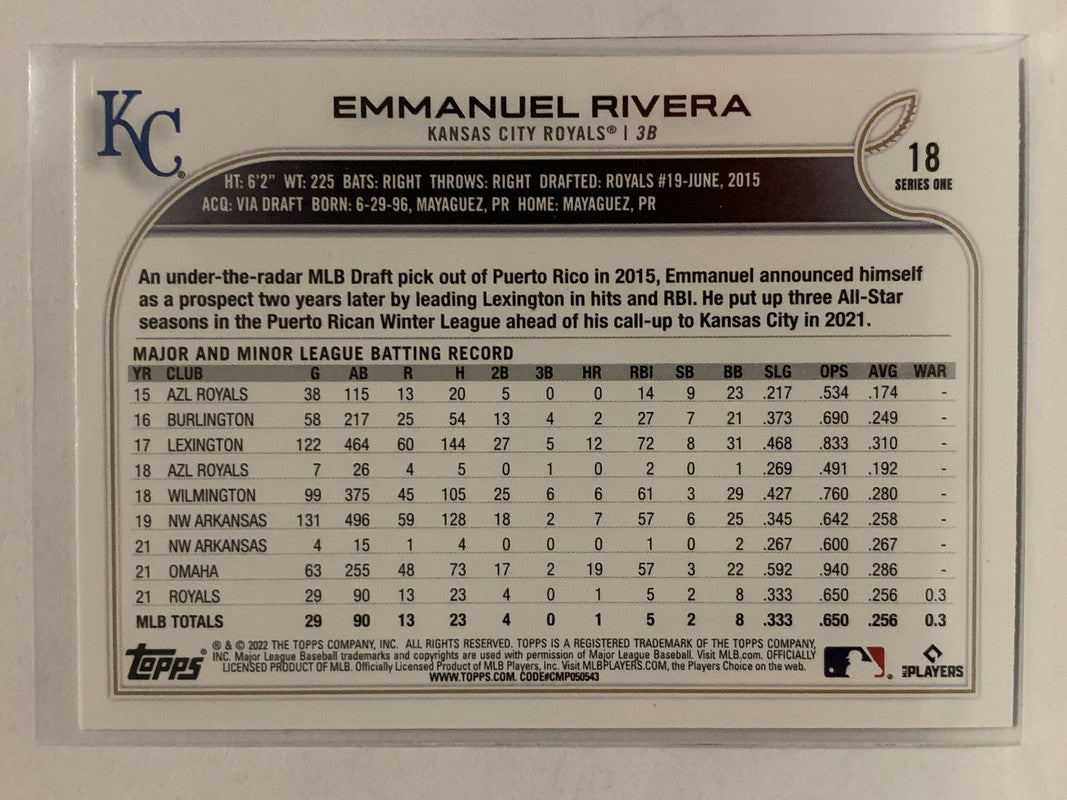 KC
EMMANUEL RIVERA
KANSAS CITY ROYALS® | 3B
18
SERIES ONE
HT: 6'2" WT: 225 BATS: RIGHT THROWS: RIGHT DRAFTED: ROYALS #19-JUNE, 2015
ACQ: VIA DRAFT BORN: 6-29-96, MAYAGUEZ, PR HOME: MAYAGUEZ, PR
An under-the-radar MLB Draft pick out of Puerto Rico in 2015, Emmanuel announced himself
as a prospect two years later by leading Lexington in hits and RBI. He put up three All-Star
seasons in the Puerto Rican Winter League ahead of his call-up to Kansas City in 2021.
MAJOR AND MINOR LEAGUE BATTING RECORD
YR CLUB G AB R H 2B 3B HR RBI SB BB SLG OPS AVG WAR
15 AZL ROYALS 38 115 13 20 5 0 0 14 9 23 .217 .534 .174 -
16 BURLINGTON 58 217 25 54 13 4 2 27 7 21 .373 .690 .249 -
17 LEXINGTON 122 464 60 144 27 5 12 72 8 31 .468 .833 .310 -
18 AZL ROYALS 7 26 4 5 0 1 0 2 0 1 .269 .491 .192 -
18 WILMINGTON 99 375 45 105 25 6 6 61 3 29 .427 .760 .280 -
19 NW ARKANSAS 131 496 59 128 18 2 7 57 6 25 .345 .642 .258 -
21 NW ARKANSAS 4 15 1 4 0 0 0 1 0 2 .267 .600 .267 -
21 OMAHA 63 255 48 73 17 2 19 57 3 22 .592 .940 .286 -
21 ROYALS 29 90 13 23 4 0 1 5 2 8 .333 .650 .256 0.3
MLB TOTALS 29 90 13 23 4 0 1 5 2 8 .333 .650 .256 0.3
topps®
® & © 2022 THE TOPPS COMPANY, INC. ALL RIGHTS RESERVED. TOPPS IS A REGISTERED TRADEMARK OF THE TOPPS COMPANY,
INC. Major League Baseball trademarks and copyrights are used with permission of Major League Baseball. Visit MLB.com. OFFICIALLY
LICENSED PRODUCT OF MLB. Officially Licensed Product of MLB Players, Inc. Visit MLBPLAYERS.COM, the Players Choice on the web.
WWW.TOPPS.COM. CODE#CMP050543
MLB PLAYERS